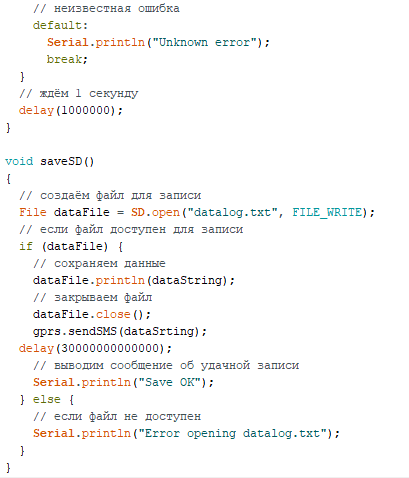 // неизвестная ошибка
default:
Serial.println("Unknown error");
break;
}
// ждём 1 секунду
delay(1000000);
}
void saveSD()
{
// создаём файл для записи
File dataFile = SD.open("datalog.txt", FILE_WRITE);
// если файл доступен для записи
if (dataFile) {
// сохраняем данные
dataFile.println(dataString);
// закрываем файл
dataFile.close();
gprs.sendSMS(dataSrting);
delay(30000000000000);
// выводим сообщение об удачной записи
Serial.println("Save OK");
} else {
// если файл не доступен
Serial.println("Error opening datalog.txt");
}
}